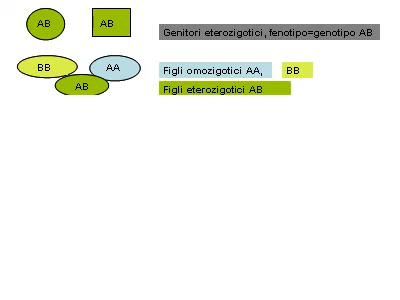 AB AB
Genitori eterozigotici, fenotipo=genotipo AB
BB AA Figli omozigotici AA, BB
AB Figli eterozigotici AB